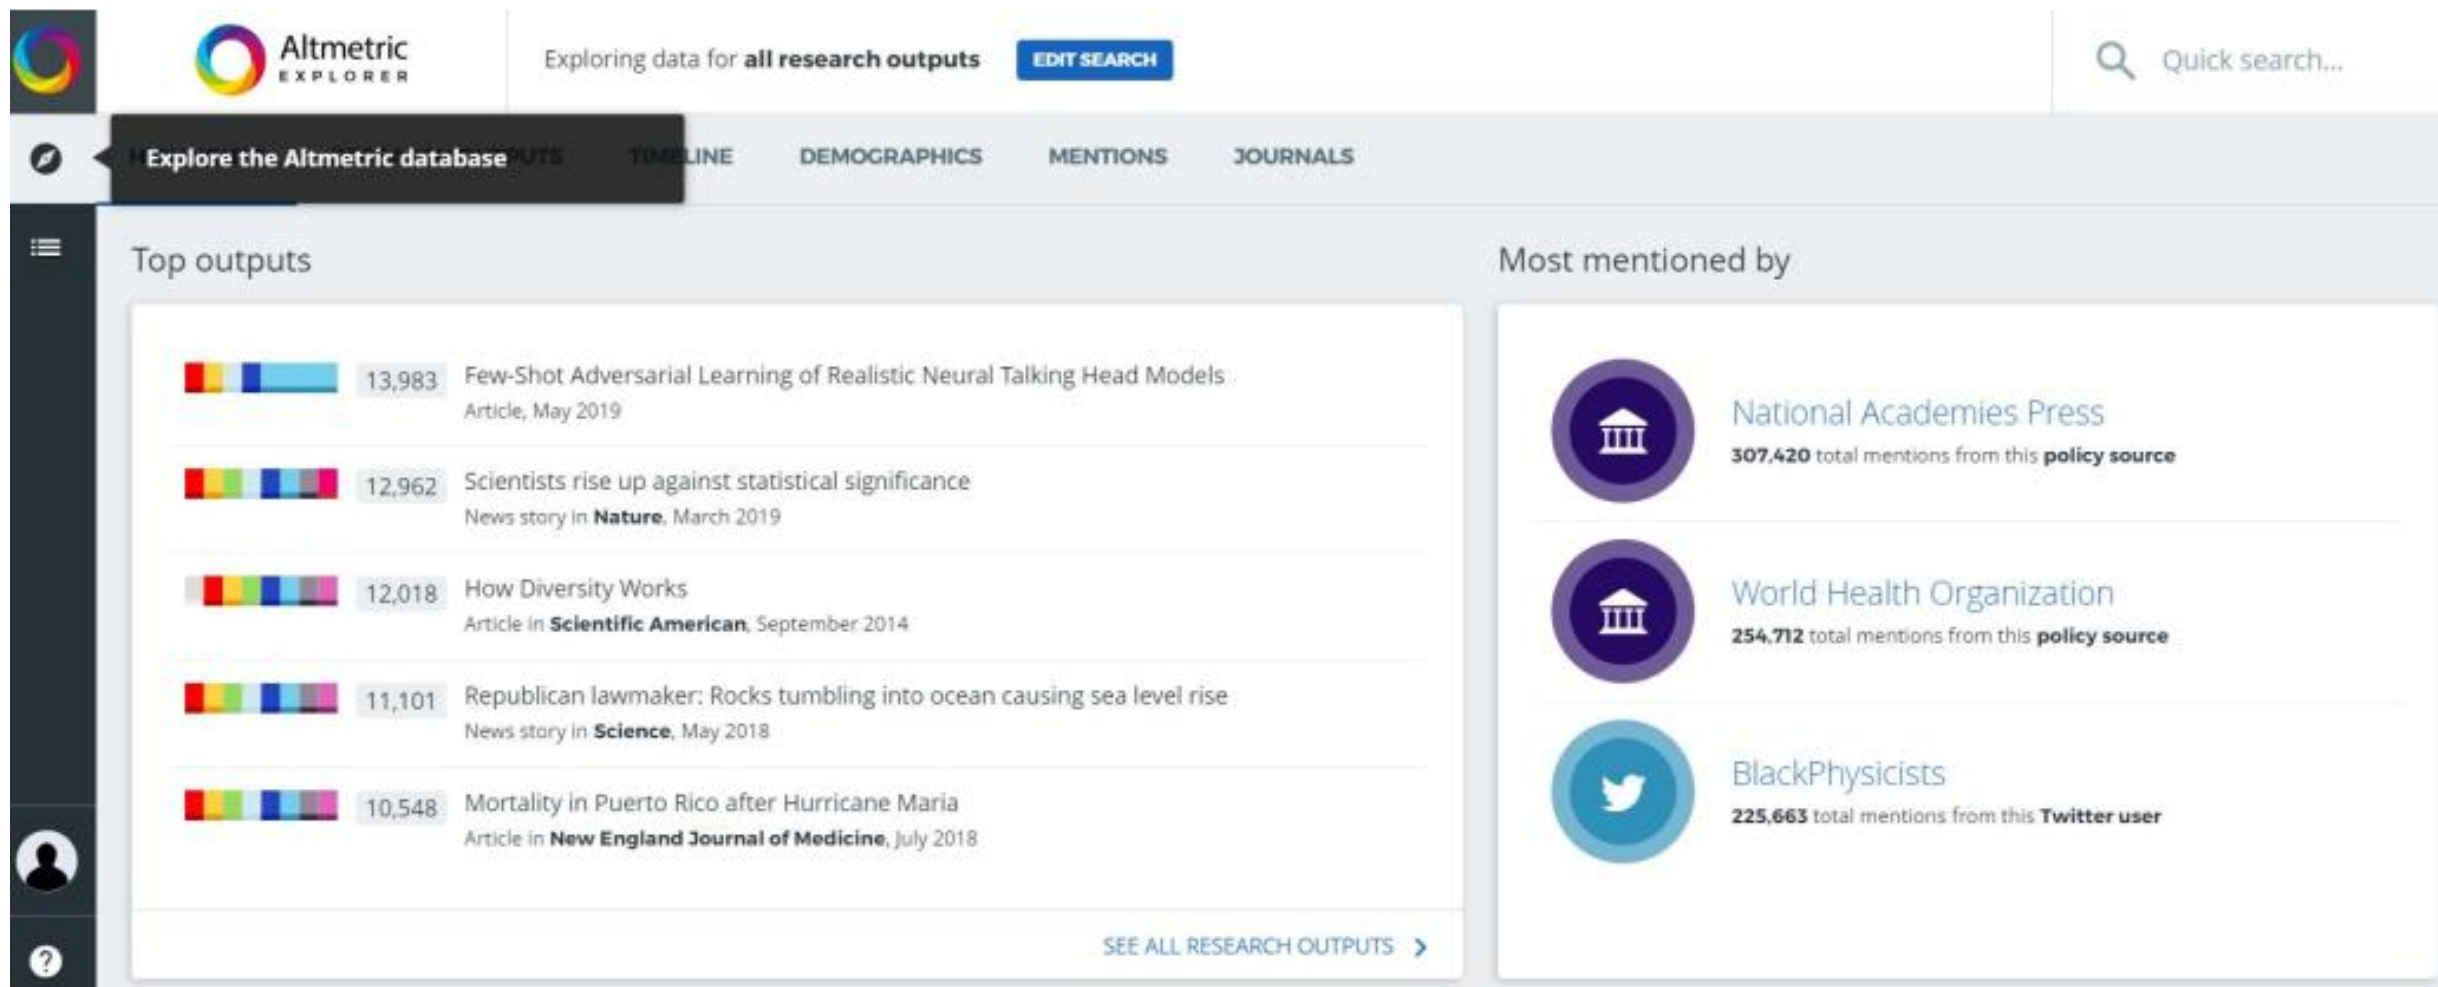 Altmetric
EXPLORER
Exploring data for all research outputs
EDIT SEARCH
Quick search...
Explore the Altmetric database
TIMELINE
DEMOGRAPHICS
MENTIONS
JOURNALS
Top outputs
13,983
Few-Shot Adversarial Learning of Realistic Neural Talking Head Models
Article, May 2019
12,962
Scientists rise up against statistical significance
News story in Nature, March 2019
12,018
How Diversity Works
Article in Scientific American, September 2014
11,101
Republican lawmaker: Rocks tumbling into ocean causing sea level rise
News story in Science, May 2018
10,548
Mortality in Puerto Rico after Hurricane Maria
Article in New England Journal of Medicine, July 2018
SEE ALL RESEARCH OUTPUTS
Most mentioned by
National Academies Press
307,420 total mentions from this policy source
World Health Organization
254,712 total mentions from this policy source
BlackPhysicists
225,663 total mentions from this Twitter user
?